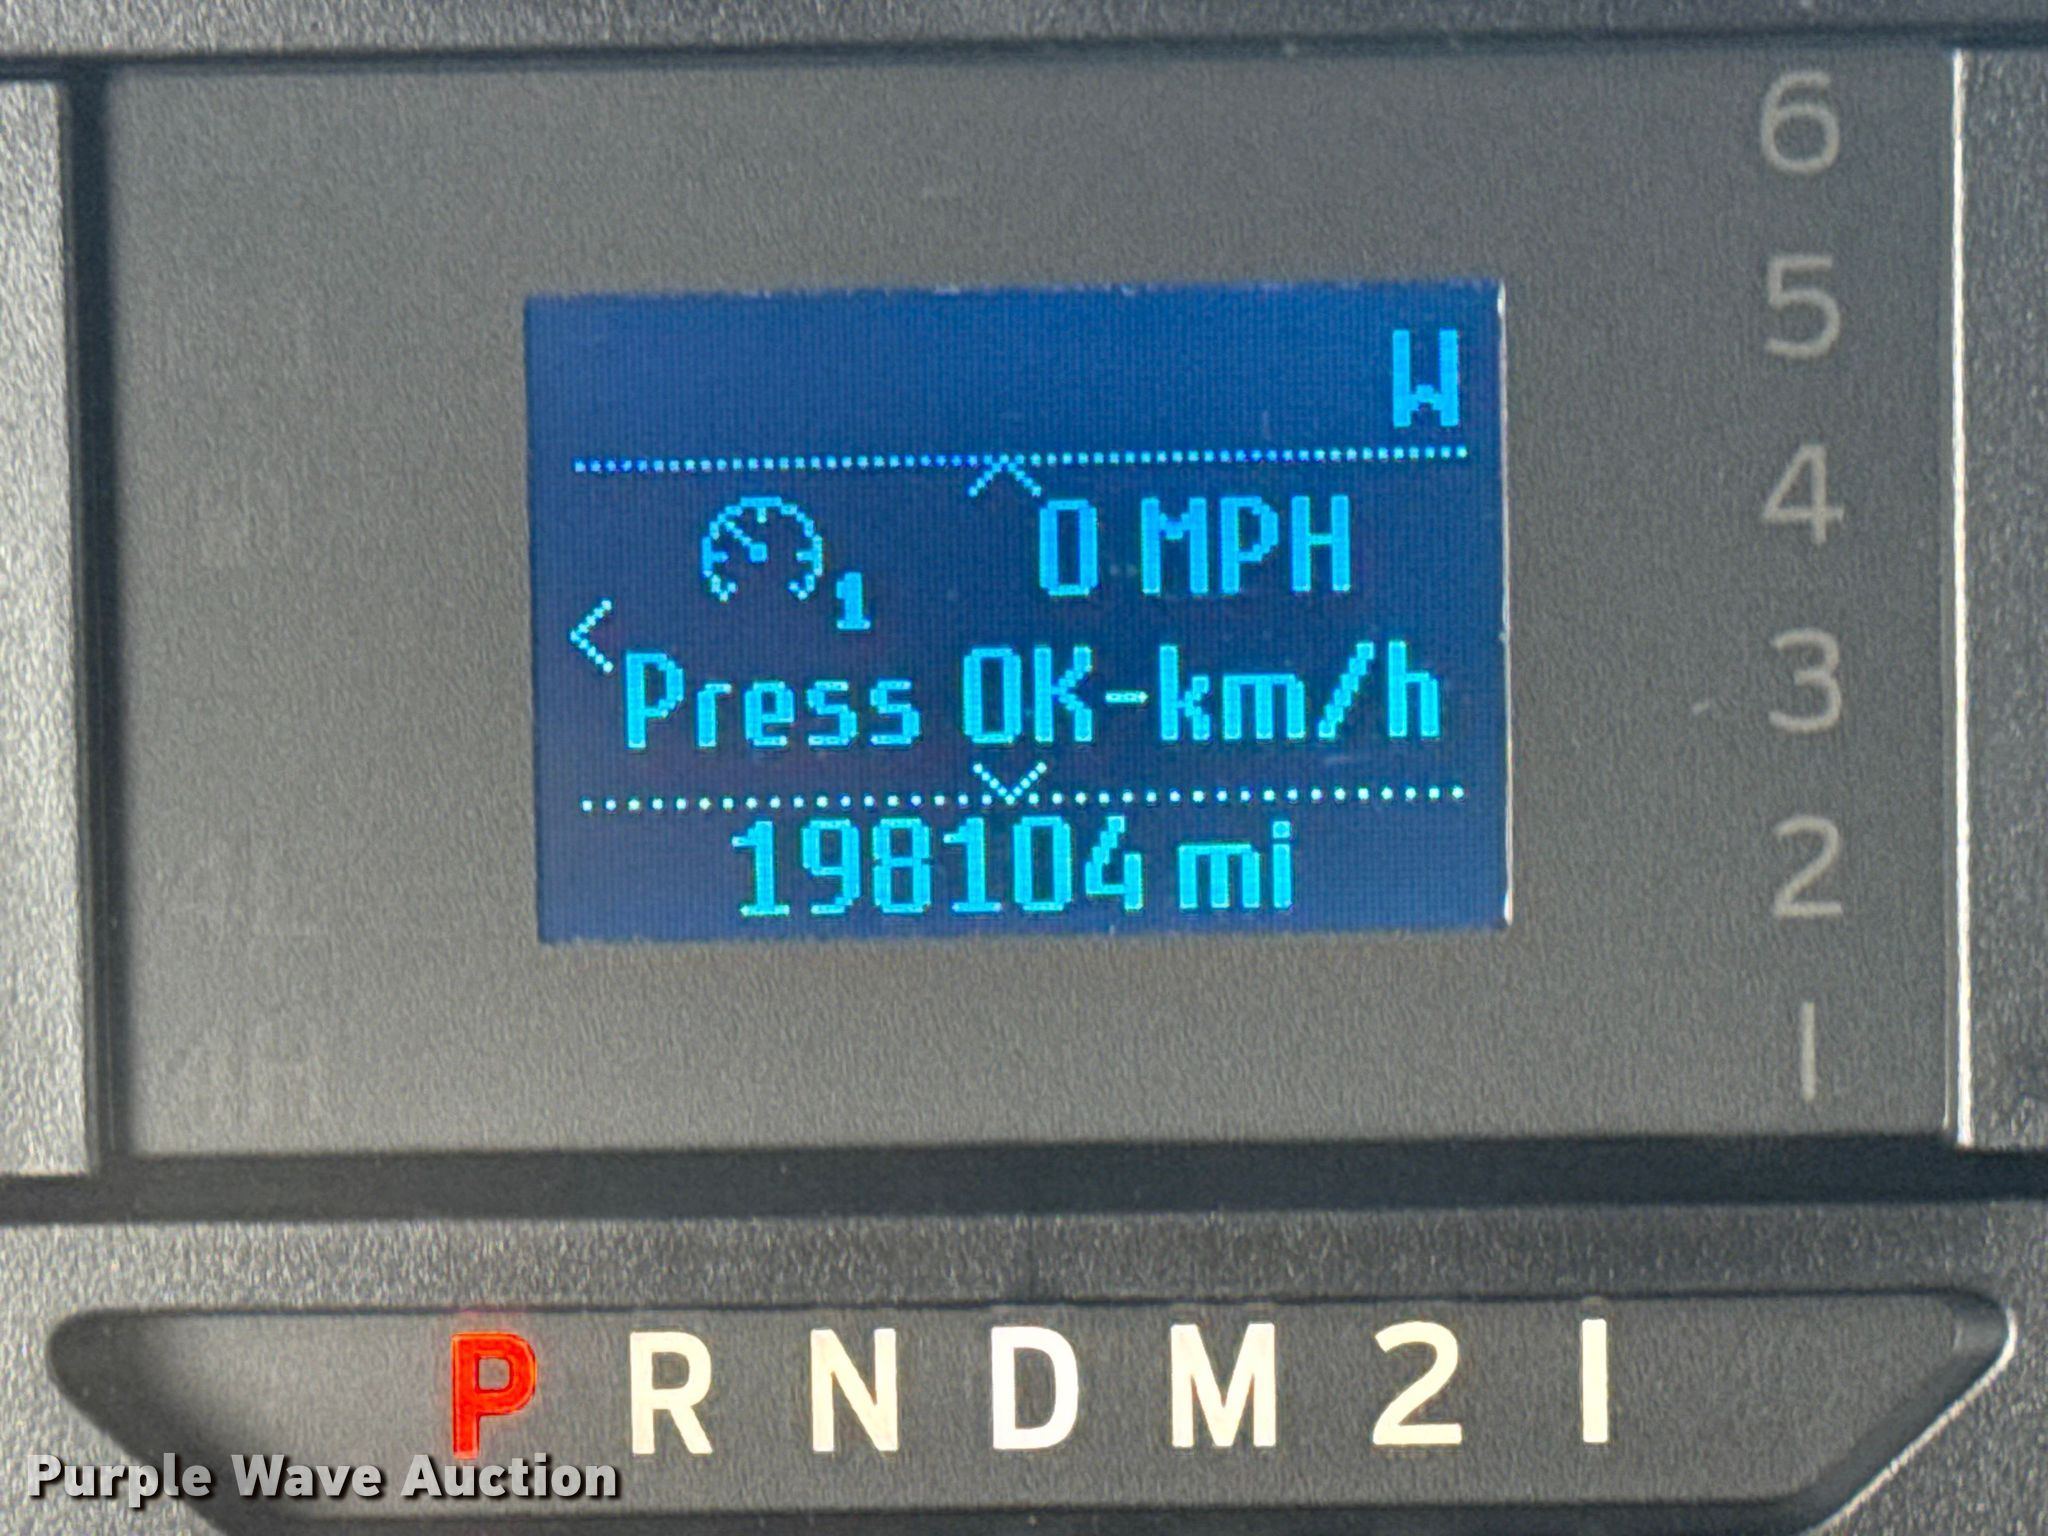 W
0 MPH
1
Press OK-km/h
198104 mi
6
5
4
3
2
1
P R N D M 2 1
Purple Wave Auction